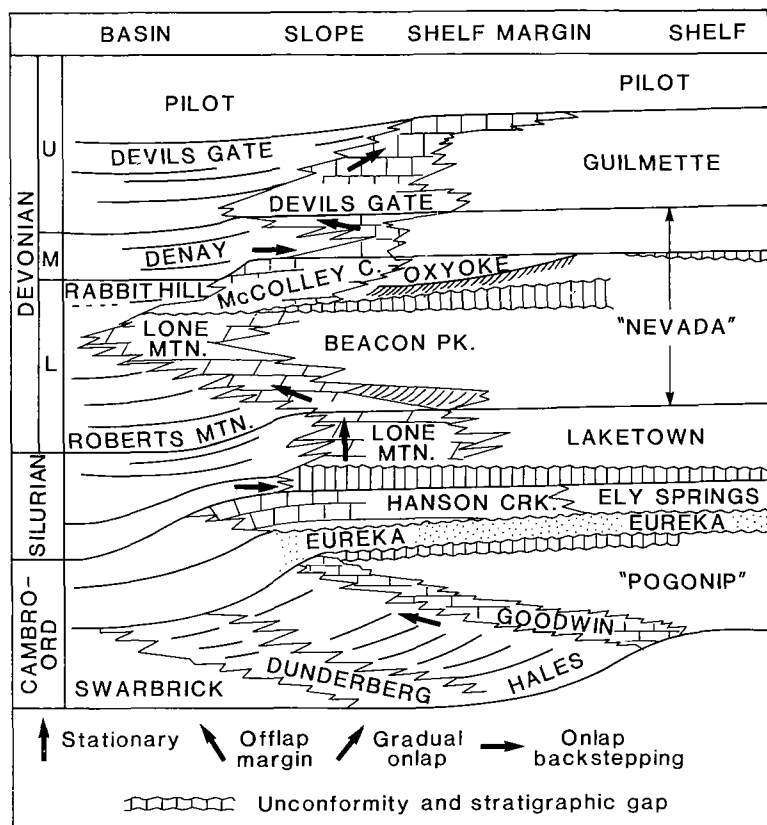 BASIN SLOPE SHELF MARGIN SHELF
PILOT
PILOT
DEVONIAN
U
M
L
SILURIAN
CAMBRO-
ORD
DEVILS GATE
GUILMETTE
DEVILS GATE
DENAY
McCOLLEY C.
OXYOKE
RABBIT HILL
"NEVADA"
LONE
MTN.
BEACON PK.
ROBERTS MTN.
LONE
MTN.
LAKETOWN
HANSON CRK.
ELY SPRINGS
EUREKA
EUREKA
"POGONIP"
GOODWIN
SWARBRICK
DUNDERBERG
HALES
Stationary
Offlap
margin
Gradual
onlap
Onlap
backstepping
Unconformity and stratigraphic gap